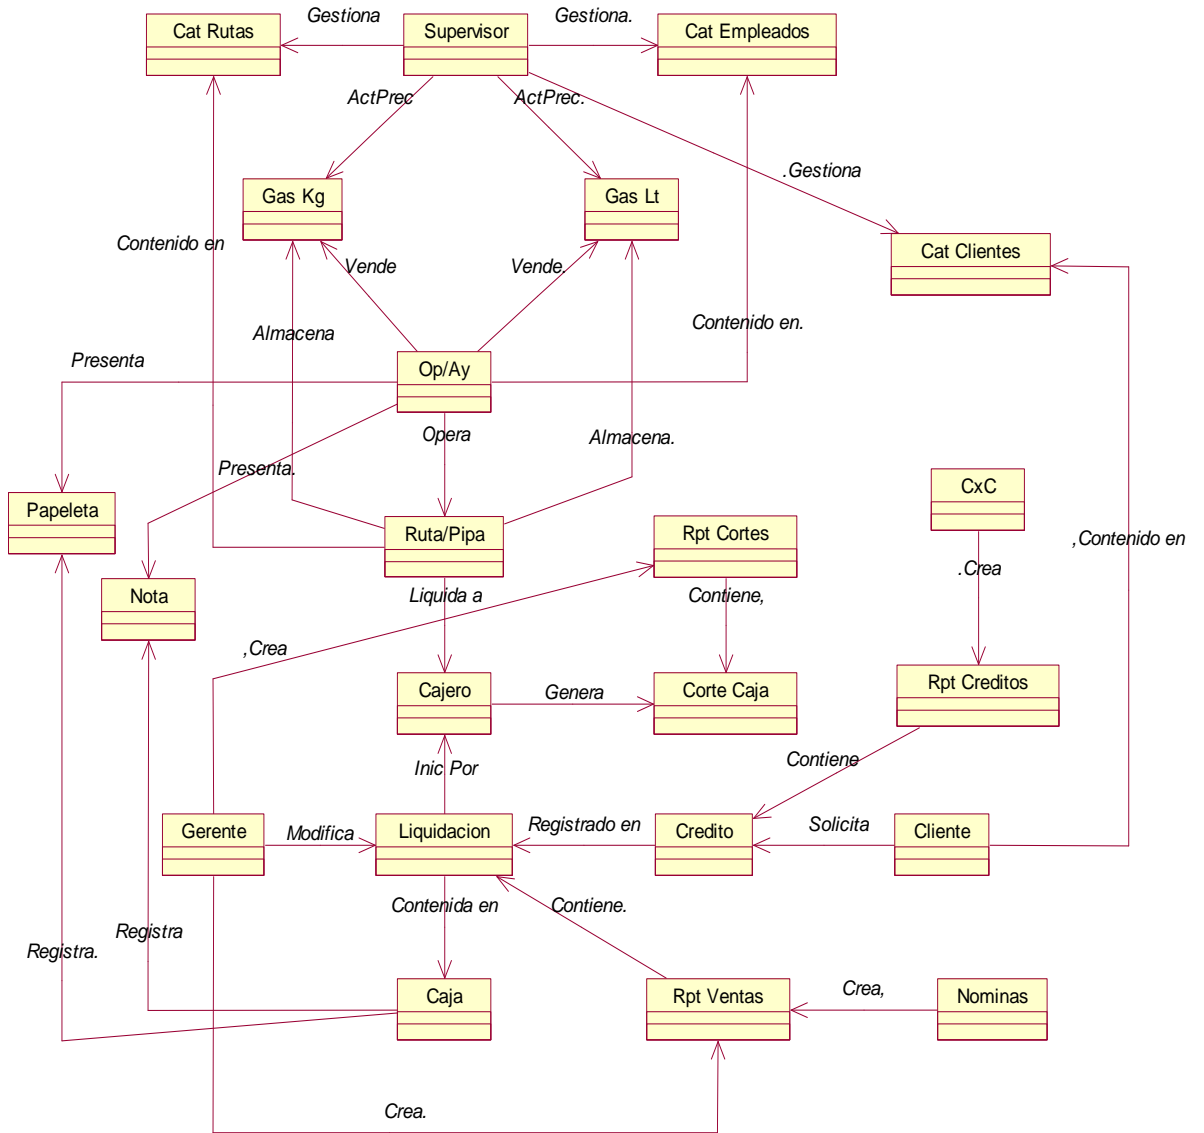 Gestiona
Gestiona.
Cat Rutas
Supervisor
Cat Empleados
ActPrec
ActPrec.
.Gestiona
Gas Kg
Gas Lt
Contenido en
Cat Clientes
Vende
Vende.
Almacena
Contenido en.
Presenta
Op/Ay
Opera
Almacena.
Presenta.
CxC
Papeleta
Ruta/Pipa
Rpt Cortes
,Contenido en
.Crea
Nota
Liquida a
Contiene,
,Crea
Rpt Creditos
Cajero
Genera
Corte Caja
Inic Por
Contiene
Gerente
Modifica
Liquidacion
Registrado en
Credito
Solicita
Cliente
Contenida en
Contiene.
Registra
Registra.
Caja
Rpt Ventas
Crea,
Nominas
Crea.